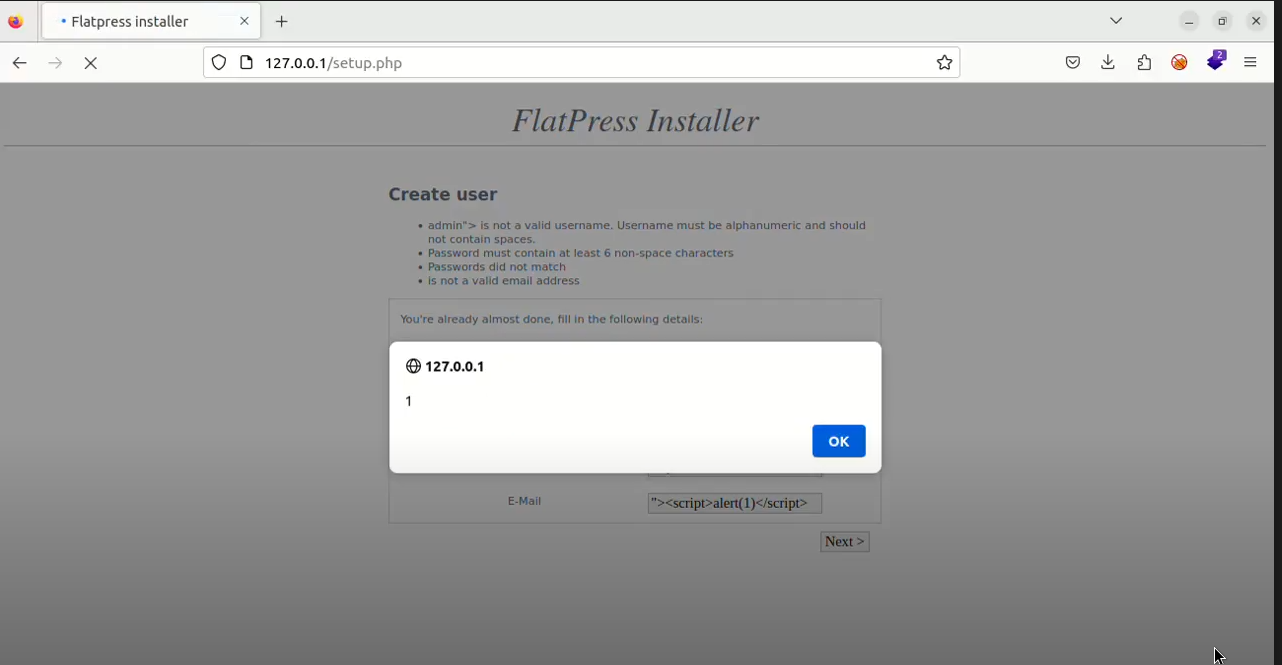 Flatpress installer
127.0.0.1/setup.php
2
FlatPress Installer
Create user
admin"> is not a valid username. Username must be alphanumeric and should
not contain spaces.
Password must contain at least 6 non-space characters
Passwords did not match
is not a valid email address
You're already almost done, fill in the following details:
127.0.0.1
1
OK
E-Mail
"><script>alert(1)</script>
Next >